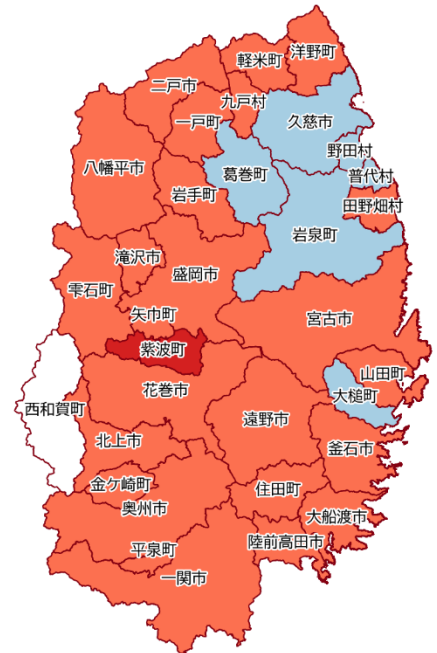 洋野町
軽米町
二戸市
九戸村
一戸町
久慈市
野田村
葛巻町
普代村
八幡平市
岩手町
田野畑村
岩泉町
滝沢市
盛岡市
雫石町
矢巾町
宮古市
紫波町
山田町
花巻市
大槌町
西和賀町
遠野市
北上市
釜石市
金ケ崎町
住田町
奥州市
大船渡市
陸前高田市
平泉町
一関市